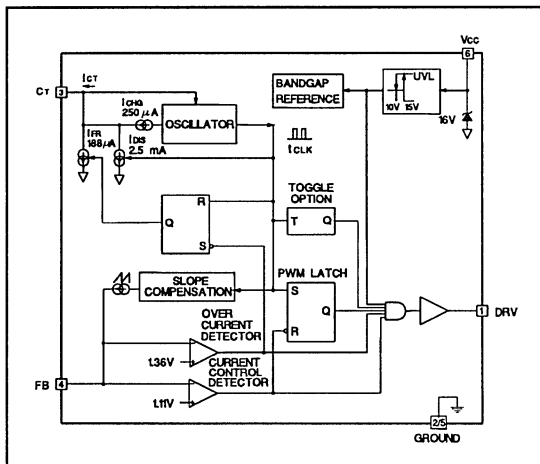 VCC
6
CT
3
ICT
ICHG
250 μA
OSCILLATOR
BANDGAP
REFERENCE
UVL
10V 15V
16V
IFR
188μA
IDIS
2.5 mA
tCLK
TOGGLE
OPTION
T Q
R
Q
S
SLOPE
COMPENSATION
PWM LATCH
S
Q
R
OVER
CURRENT
DETECTOR
1.36V
CURRENT
CONTROL
DETECTOR
1.11V
FB
4
1
DRV
2/5
GROUND